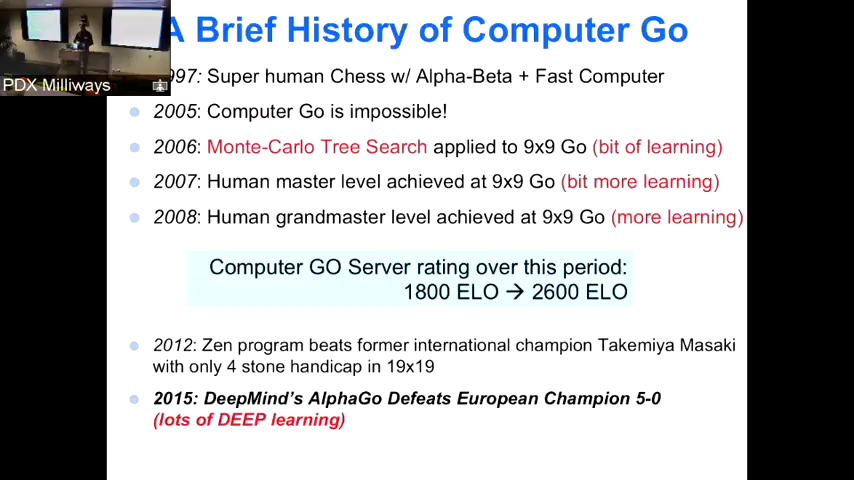 A Brief History of Computer Go
PDX Milliways
997: Super human Chess w/ Alpha-Beta + Fast Computer
2005: Computer Go is impossible!
2006: Monte-Carlo Tree Search applied to 9x9 Go (bit of learning)
2007: Human master level achieved at 9x9 Go (bit more learning)
2008: Human grandmaster level achieved at 9x9 Go (more learning)
Computer GO Server rating over this period:
1800 ELO → 2600 ELO
2012: Zen program beats former international champion Takemiya Masaki
with only 4 stone handicap in 19x19
2015: DeepMind's AlphaGo Defeats European Champion 5-0
(lots of DEEP learning)